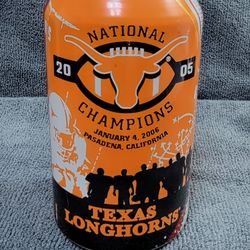 NATIONAL
20 05
CHAMPIONS
JANUARY 4, 2006
PASADENA, CALIFORNIA
TEXAS
LONGHORNS